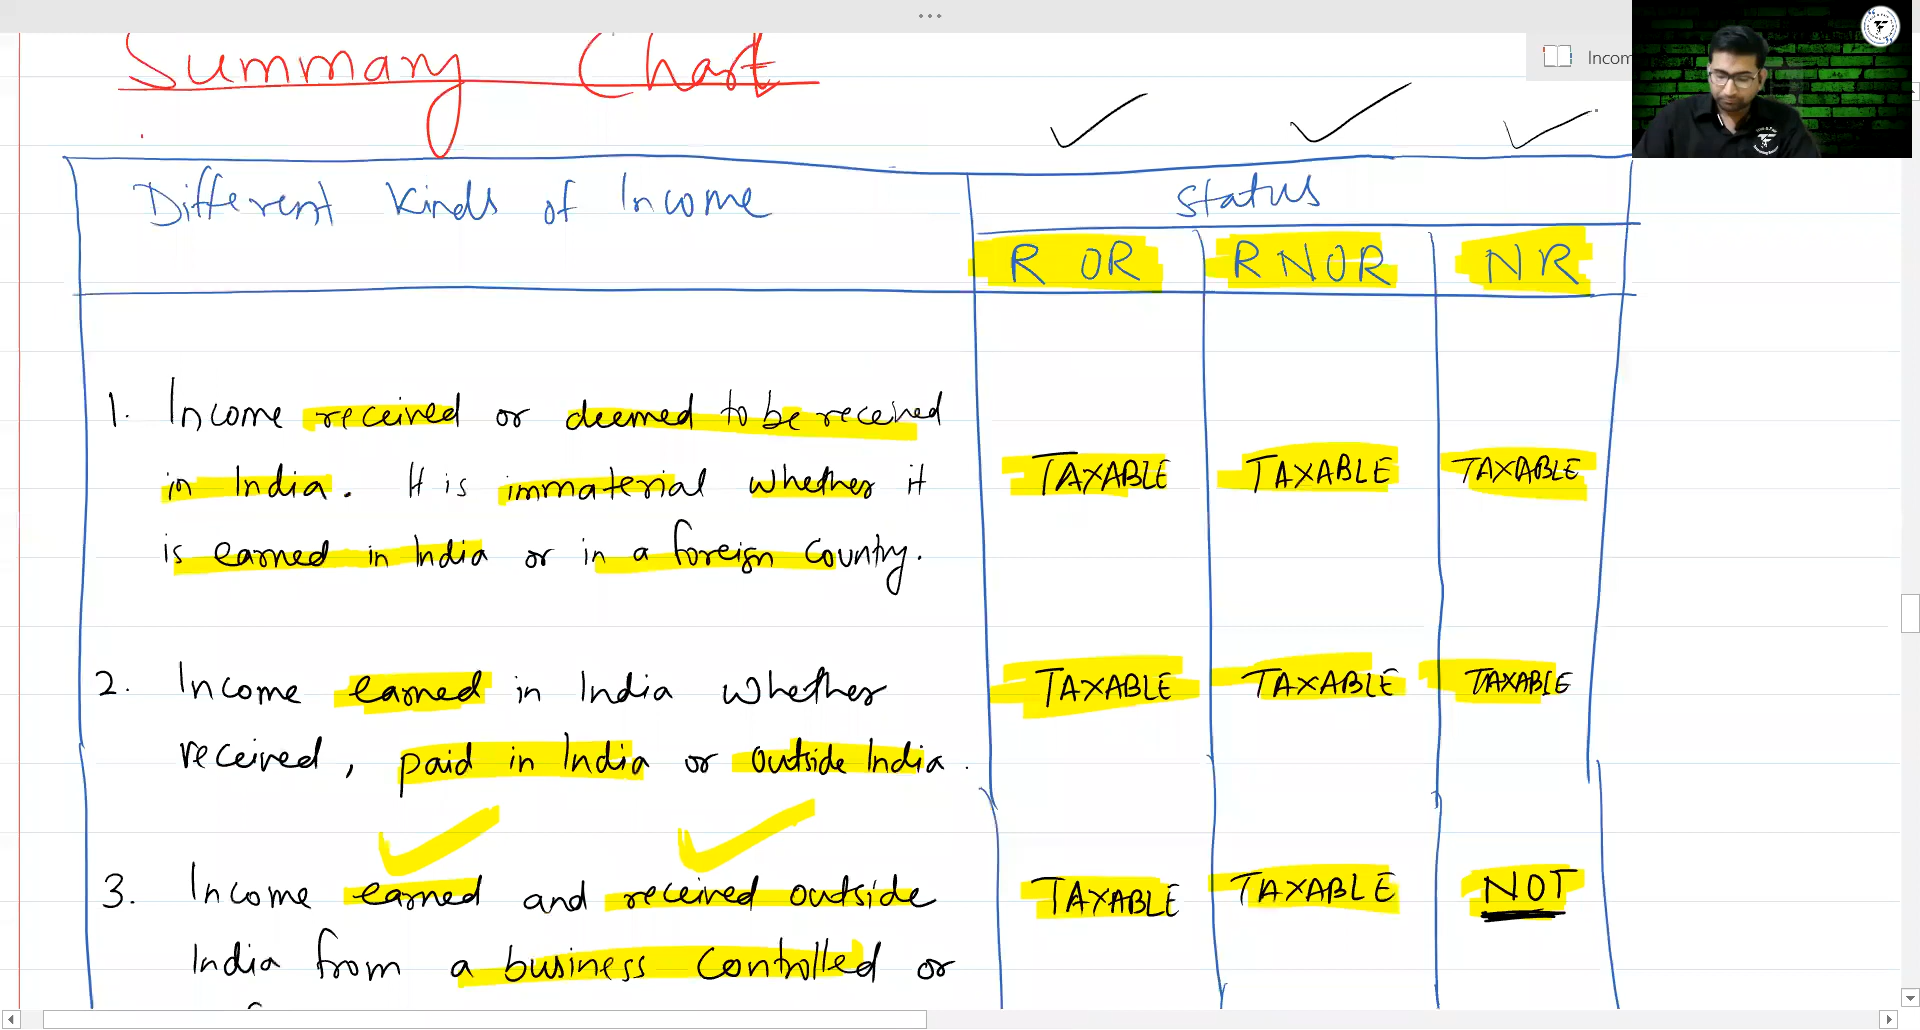 Summary Chart
Incom
Different Kinds of Income
Status
R OR
R NOR
NR
1. Income received or deemed to be received
in India. It is immaterial whether it
is earned in India or in a foreign Country.
TAXABLE
TAXABLE
TAXABLE
2. Income earned in India whether
received, paid in India or outside India.
TAXABLE
TAXABLE
TAXABLE
3. Income earned and received outside
India from a business controlled or
TAXABLE
TAXABLE
NOT